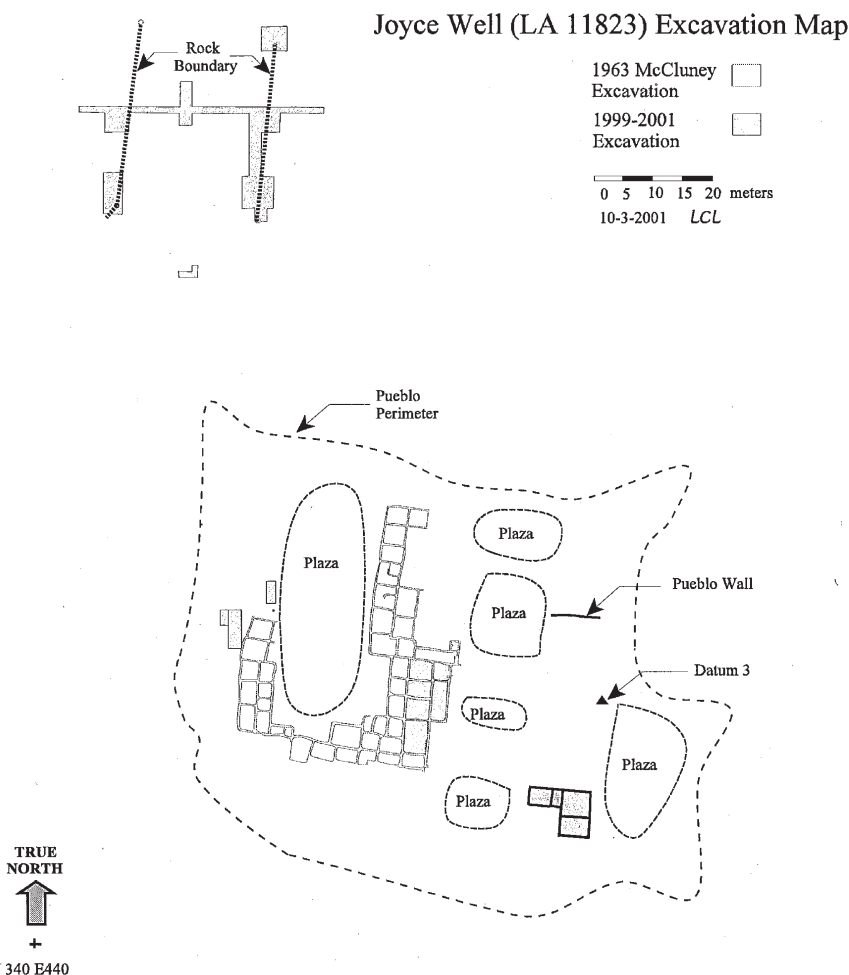 Joyce Well (LA 11823) Excavation Map
Rock
Boundary
1963 McCluney
Excavation
1999-2001
Excavation
0 5 10 15 20 meters
10-3-2001 LCL
Pueblo
Perimeter
Plaza
Plaza
Plaza
Pueblo Wall
Datum 3
Plaza
Plaza
Plaza
TRUE
NORTH
340 E440